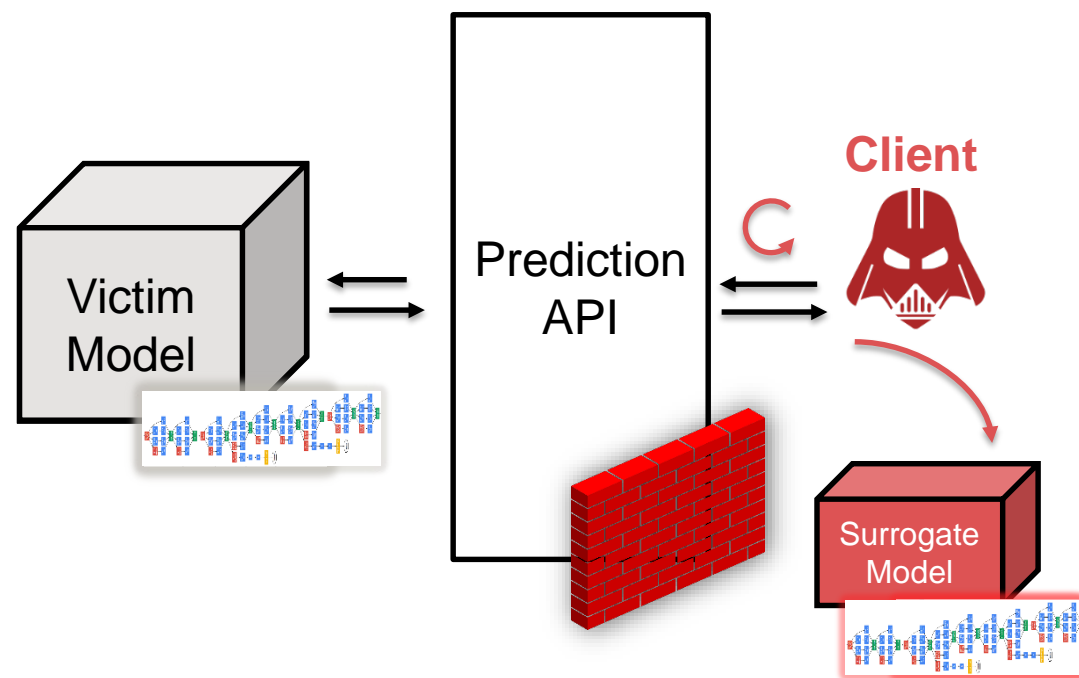 Victim
Model
Prediction
API
Client
Surrogate
Model